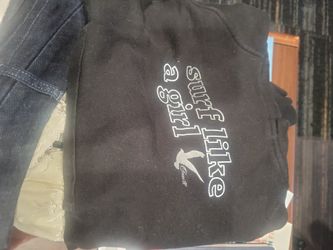 surf like
a girl